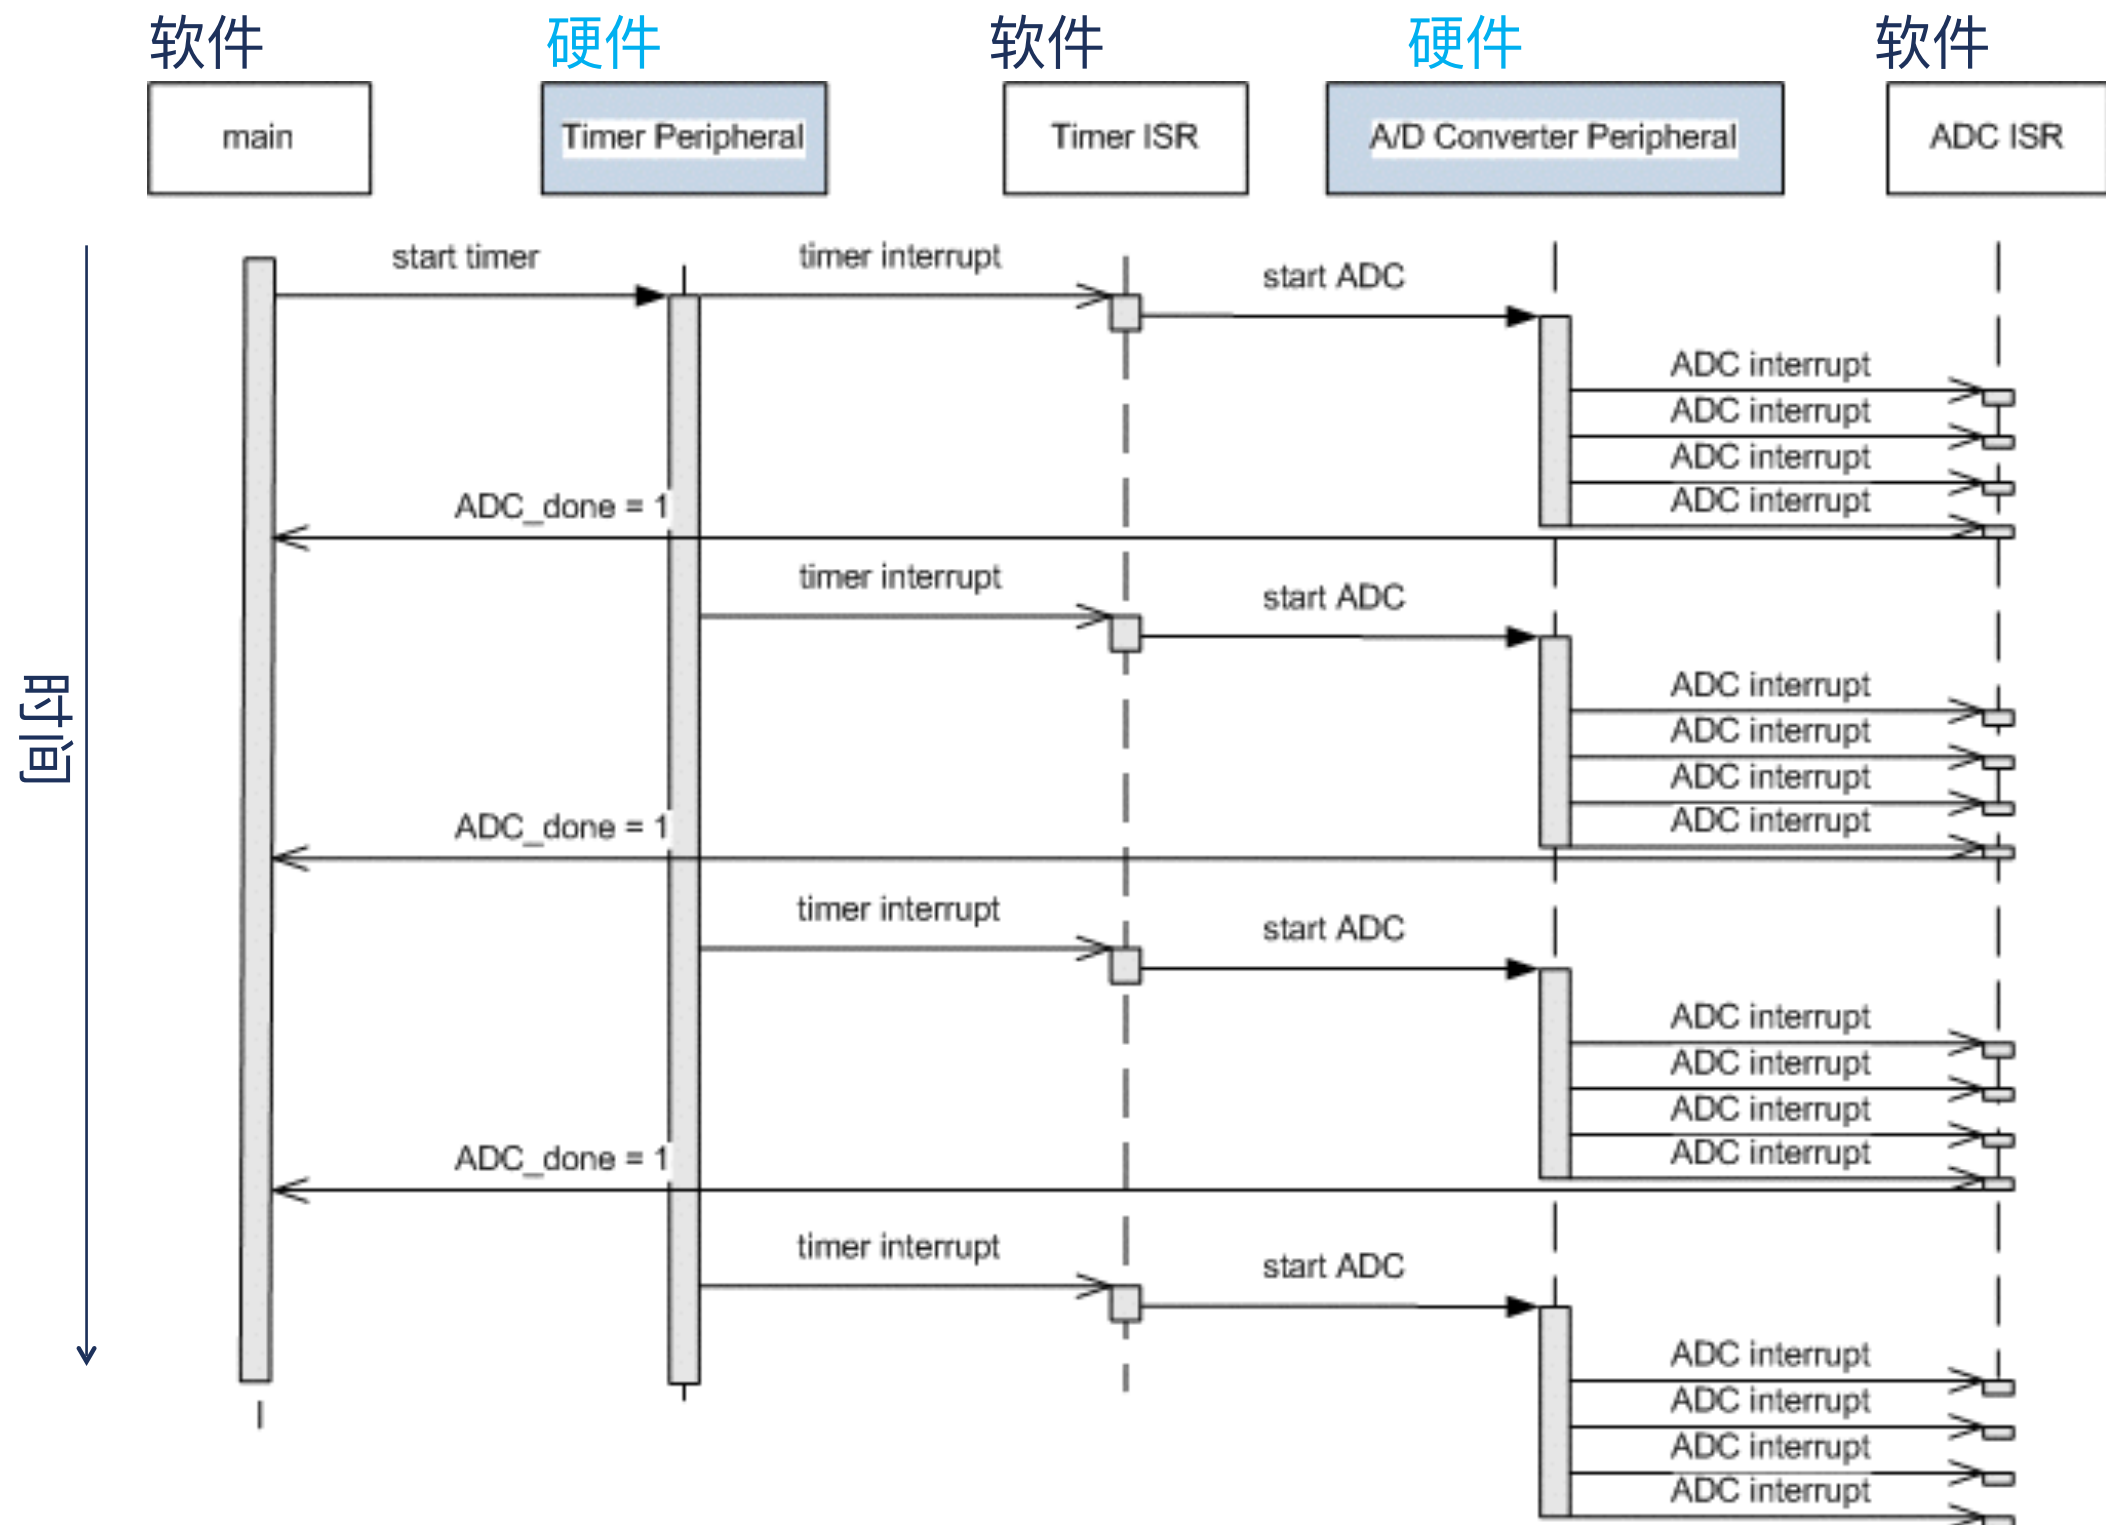 软件
硬件
软件
硬件
软件
main
Timer Peripheral
Timer ISR
A/D Converter Peripheral
ADC ISR
start timer
timer interrupt
start ADC
ADC interrupt
ADC interrupt
ADC interrupt
ADC interrupt
ADC_done = 1
timer interrupt
start ADC
时间
ADC interrupt
ADC interrupt
ADC interrupt
ADC interrupt
ADC_done = 1
timer interrupt
start ADC
ADC interrupt
ADC interrupt
ADC interrupt
ADC interrupt
ADC_done = 1
timer interrupt
start ADC
ADC interrupt
ADC interrupt
ADC interrupt
ADC interrupt